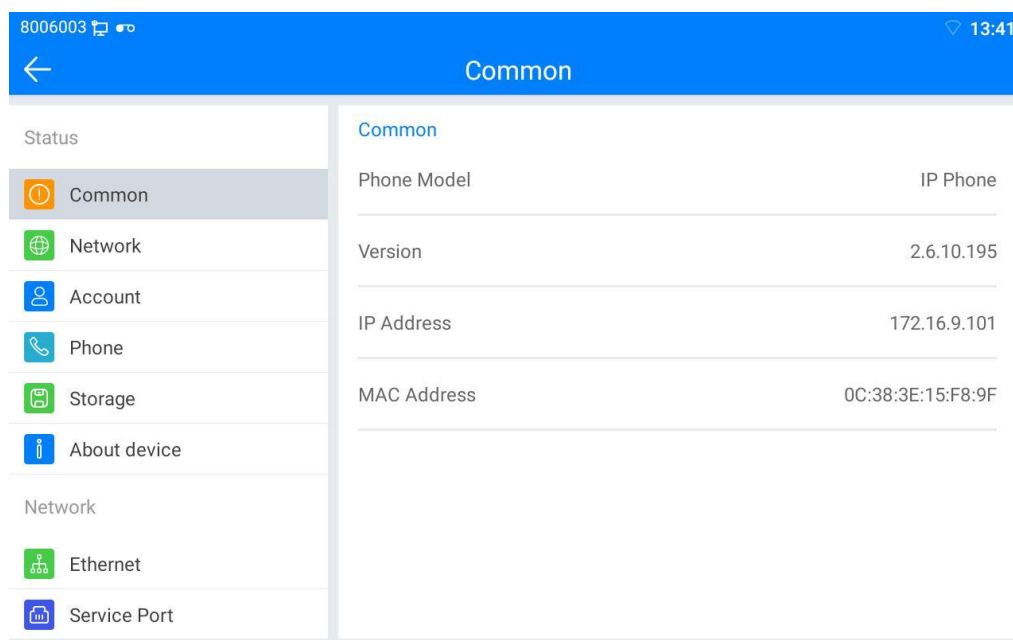 8006003 13:41
Common
Status
Common
Network
Account
Phone
Storage
About device
Network
Ethernet
Service Port
Common
Phone Model IP Phone
Version 2.6.10.195
IP Address 172.16.9.101
MAC Address 0C:38:3E:15:F8:9F